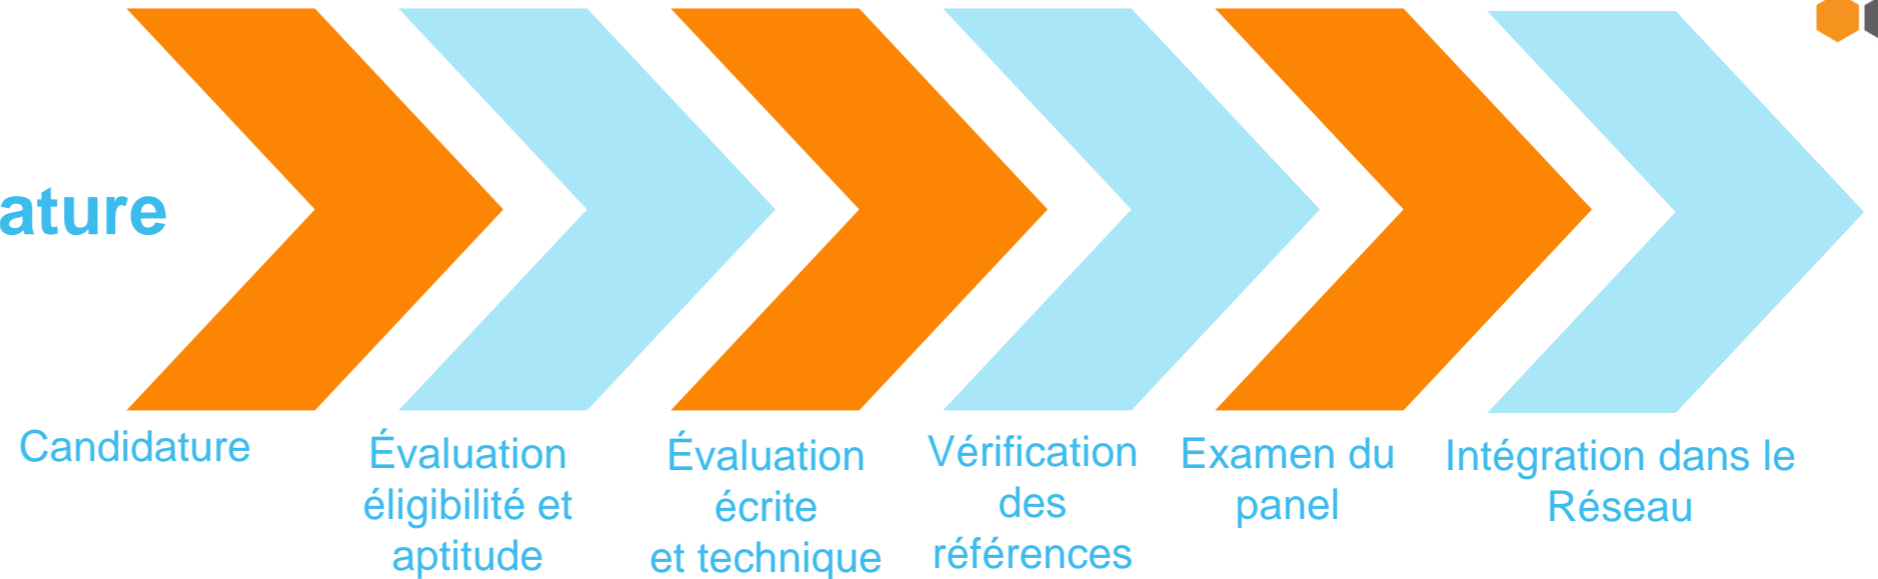 ature
Candidature
Évaluation
éligibilité et
aptitude
Évaluation
écrite
et technique
Vérification
des
références
Examen du
panel
Intégration dans le
Réseau